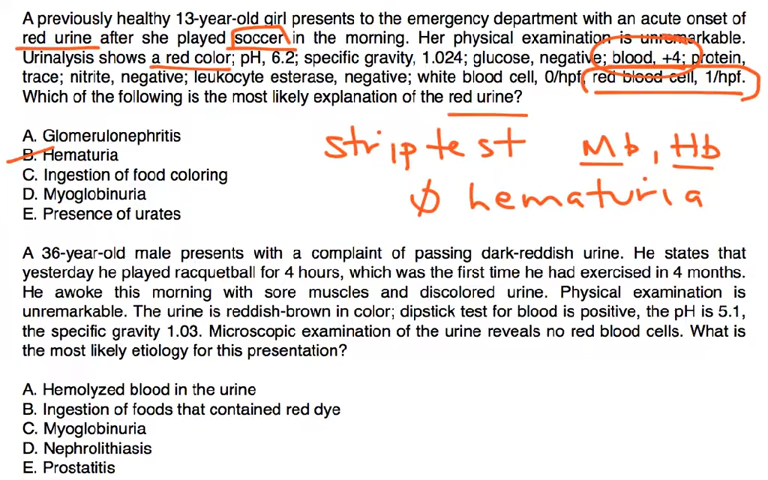 A previously healthy 13-year-old girl presents to the emergency department with an acute onset of
red urine after she played soccer in the morning. Her physical examination is unremarkable.
Urinalysis shows a red color; pH, 6.2; specific gravity, 1.024; glucose, negative; blood, +4; protein,
trace; nitrite, negative; leukocyte esterase, negative; white blood cell, 0/hpf; red blood cell, 1/hpf.
Which of the following is the most likely explanation of the red urine?
A. Glomerulonephritis
B. Hematuria
C. Ingestion of food coloring
D. Myoglobinuria
E. Presence of urates
strip test Mb, Hb
∅ hematuria
A 36-year-old male presents with a complaint of passing dark-reddish urine. He states that
yesterday he played racquetball for 4 hours, which was the first time he had exercised in 4 months.
He awoke this morning with sore muscles and discolored urine. Physical examination is
unremarkable. The urine is reddish-brown in color; dipstick test for blood is positive, the pH is 5.1,
the specific gravity 1.03. Microscopic examination of the urine reveals no red blood cells. What is
the most likely etiology for this presentation?
A. Hemolyzed blood in the urine
B. Ingestion of foods that contained red dye
C. Myoglobinuria
D. Nephrolithiasis
E. Prostatitis